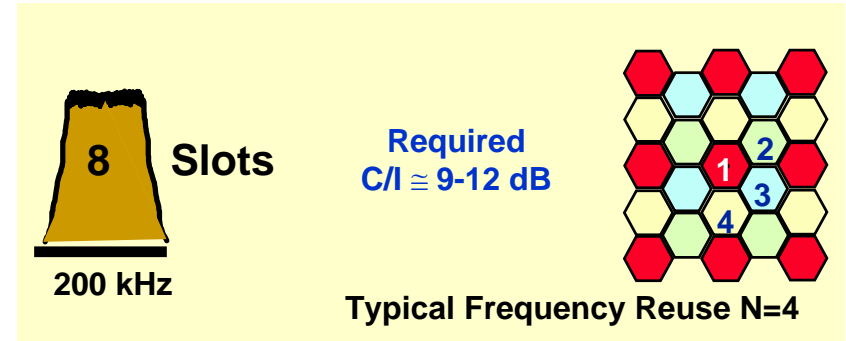 8 Slots
200 kHz
Required
C/I ≅ 9-12 dB
1
2
3
4
Typical Frequency Reuse N=4